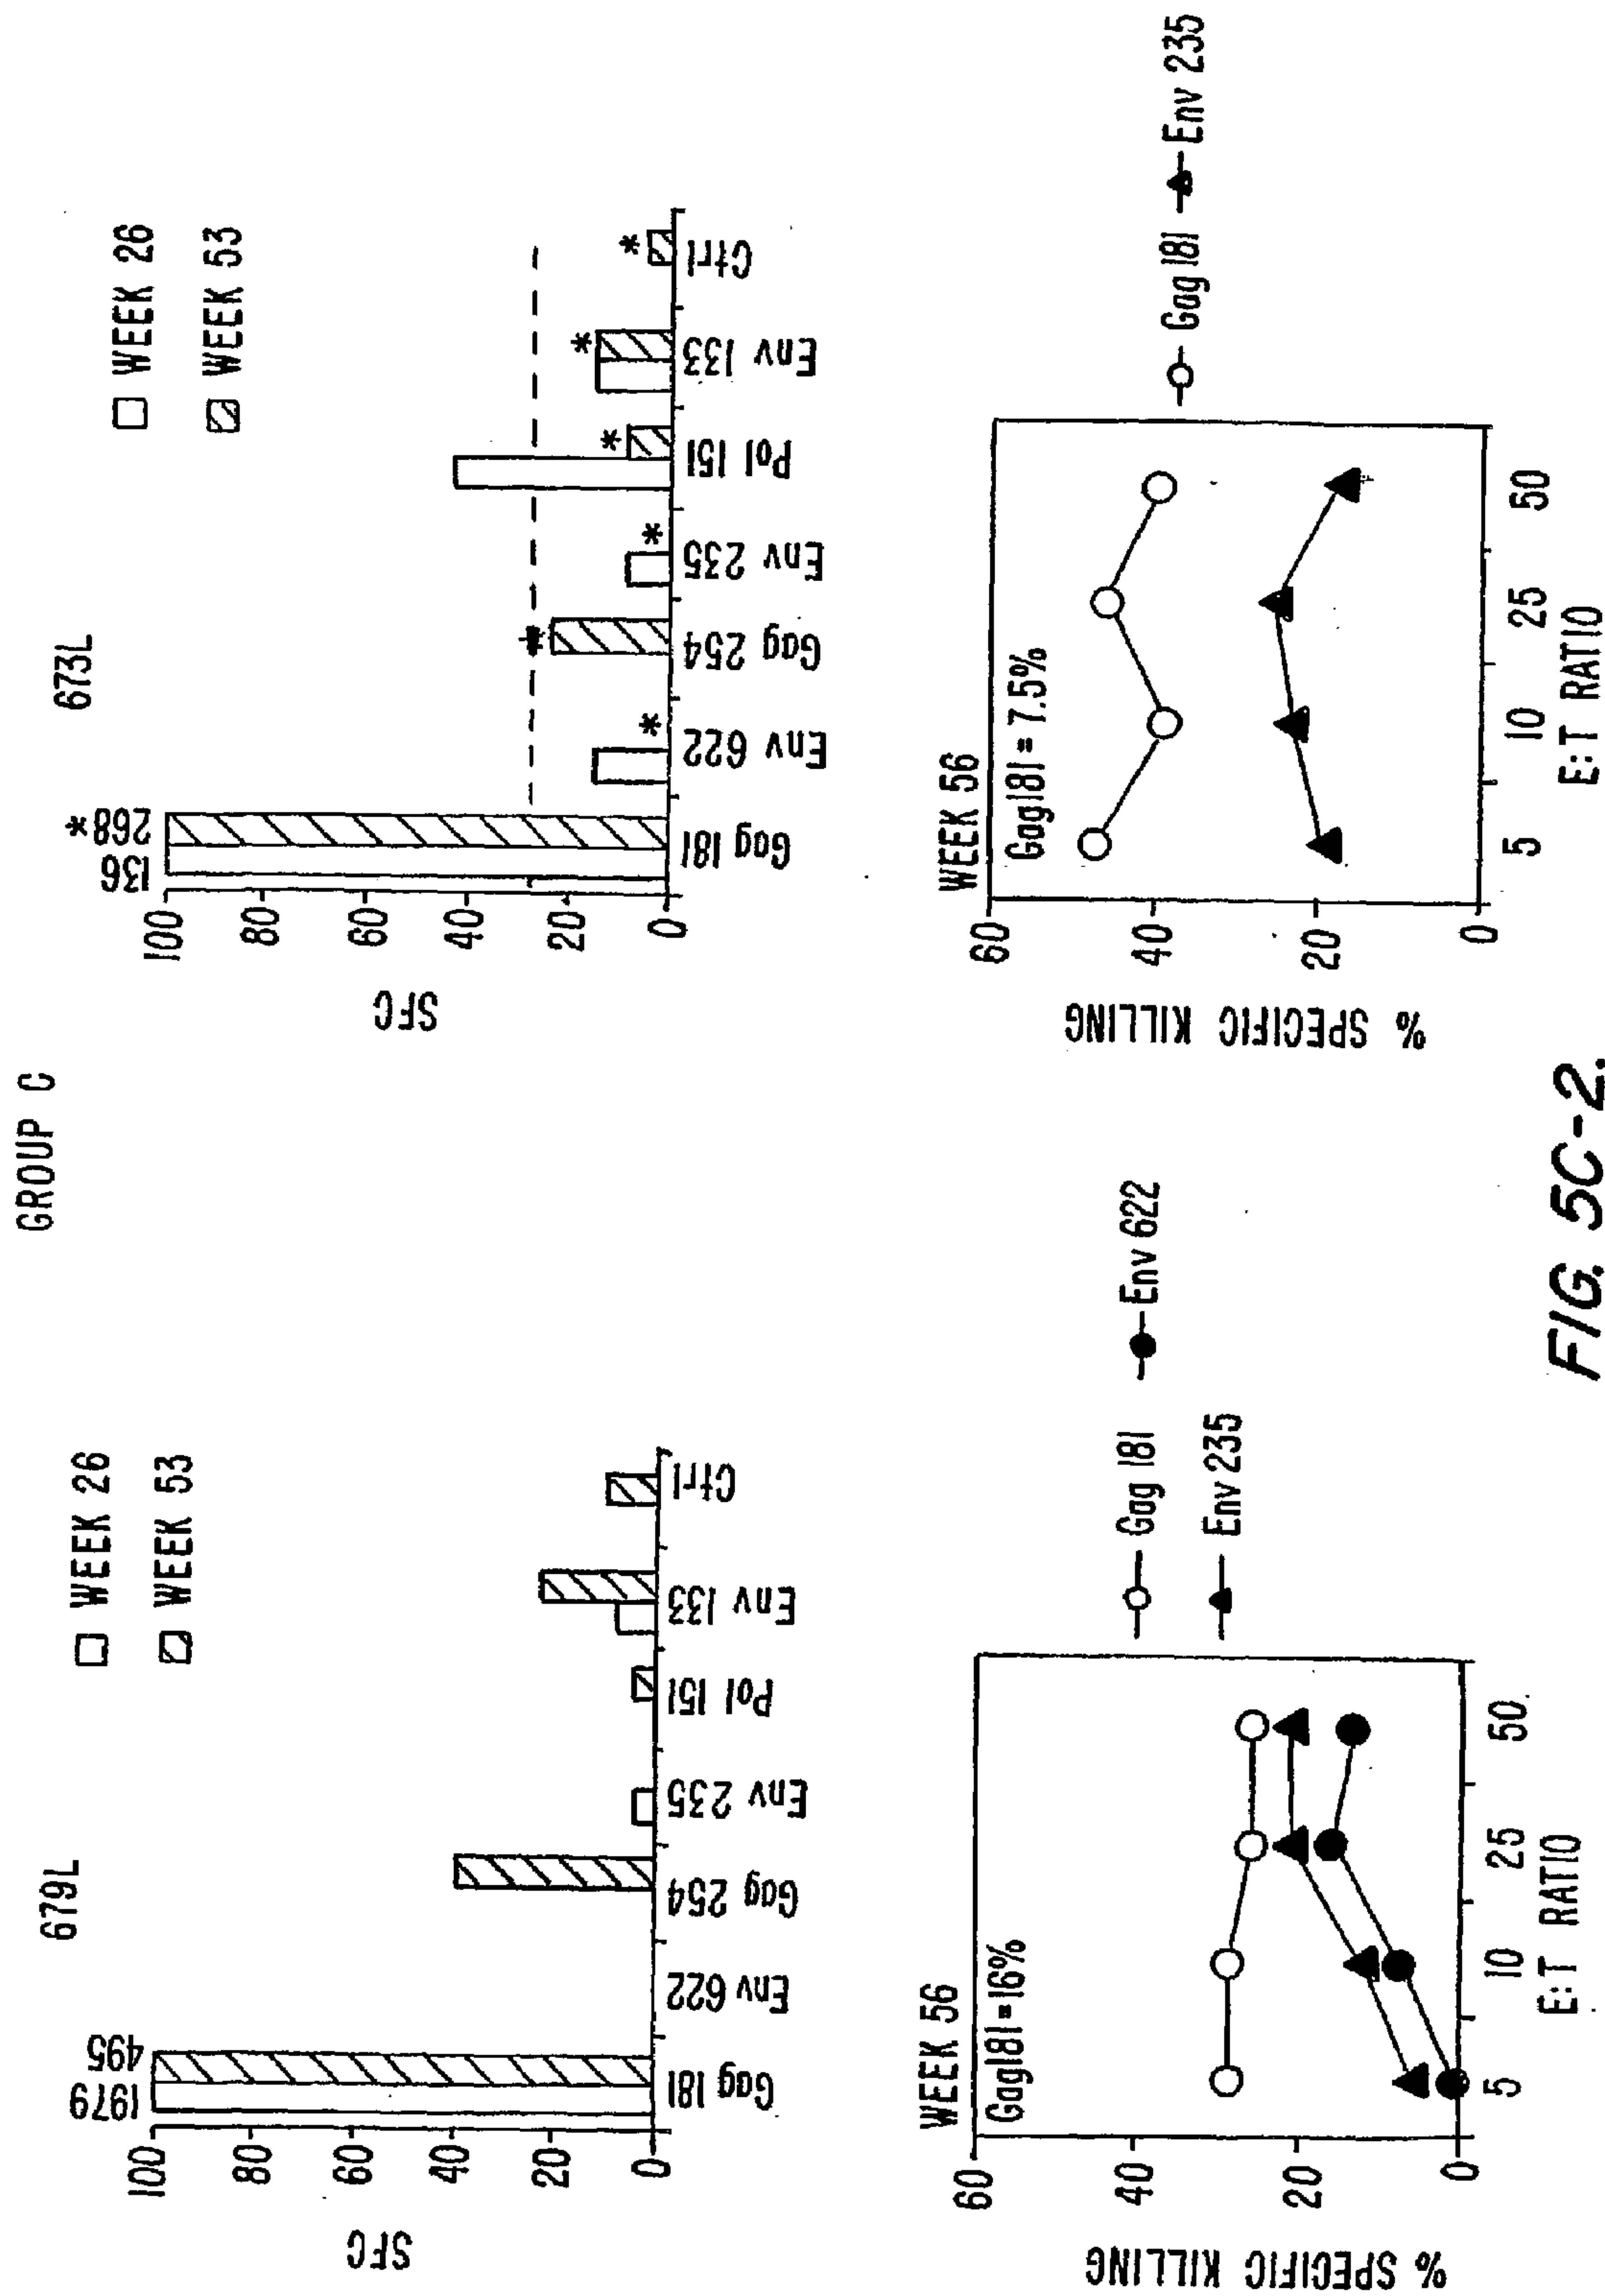 GROUP C
679L
WEEK 26
WEEK 53
SFC
100
80
60
40
20
0
1979
495
Gag 181
Env 622
Gag 254
Env 235
Pol 151
Env 133
Ctrl
673L
WEEK 26
WEEK 53
SFC
100
80
60
40
20
0
136
268*
*
*
*
*
*
*
Gag 181
Env 622
Gag 254
Env 235
Pol 151
Env 133
Ctrl
WEEK 56
Gag181=16%
% SPECIFIC KILLING
60
40
20
0
5
10
25
50
E:T RATIO
Gag 181
Env 622
Env 235
WEEK 56
Gag181=7.5%
% SPECIFIC KILLING
60
40
20
0
5
10
25
50
E:T RATIO
Gag 181
Env 235
FIG. 5C-2.